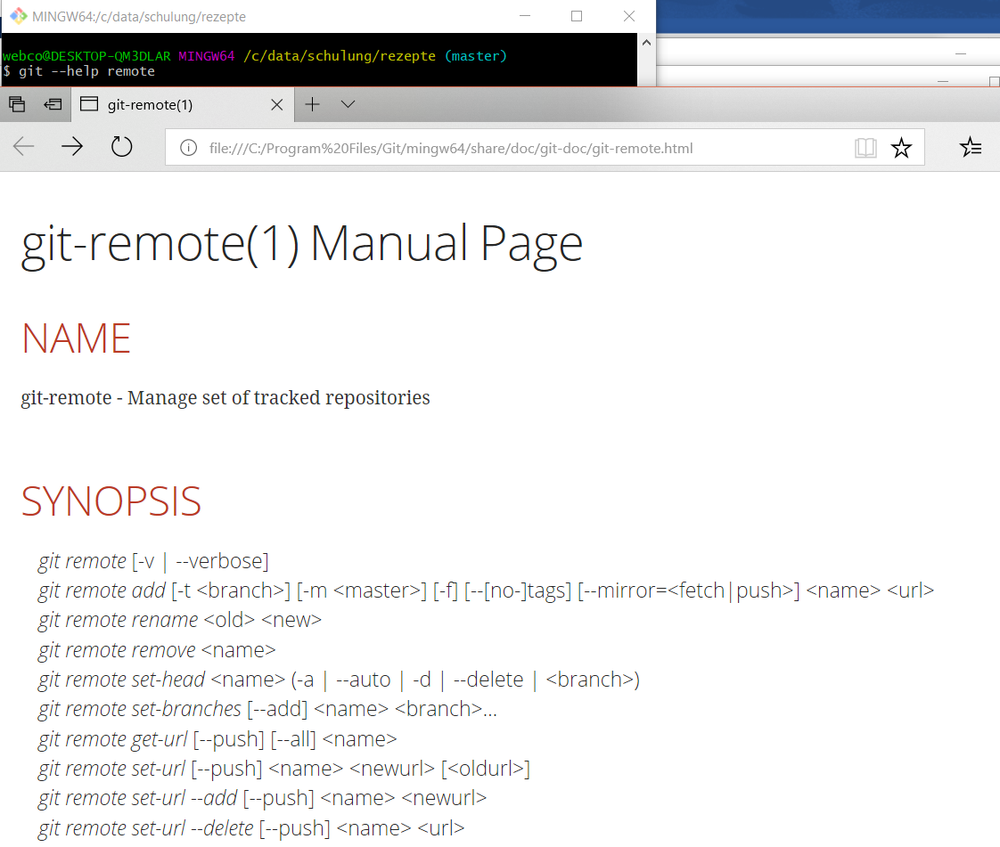 MINGW64:/c/data/schulung/rezepte
webco@DESKTOP-QM3DLAR MINGW64 /c/data/schulung/rezepte (master)
$ git --help remote
git-remote(1)
file:///C:/Program%20Files/Git/mingw64/share/doc/git-doc/git-remote.html
git-remote(1) Manual Page
NAME
git-remote - Manage set of tracked repositories
SYNOPSIS
git remote [-v | --verbose]
git remote add [-t <branch>] [-m <master>] [-f] [--[no-]tags] [--mirror=<fetch|push>] <name> <url>
git remote rename <old> <new>
git remote remove <name>
git remote set-head <name> (-a | --auto | -d | --delete | <branch>)
git remote set-branches [--add] <name> <branch>…
git remote get-url [--push] [--all] <name>
git remote set-url [--push] <name> <newurl> [<oldurl>]
git remote set-url --add [--push] <name> <newurl>
git remote set-url --delete [--push] <name> <url>